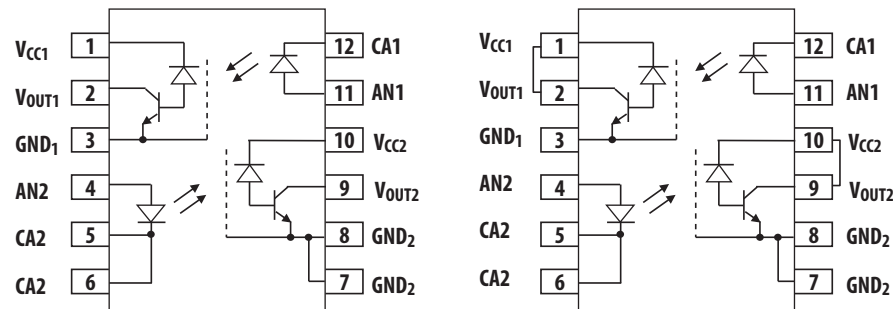 VCC1 1 12 CA1
VOUT1 2 11 AN1
GND1 3 10 VCC2
AN2 4 9 VOUT2
CA2 5 8 GND2
CA2 6 7 GND2
VCC1 1 12 CA1
VOUT1 2 11 AN1
GND1 3 10 VCC2
AN2 4 9 VOUT2
CA2 5 8 GND2
CA2 6 7 GND2